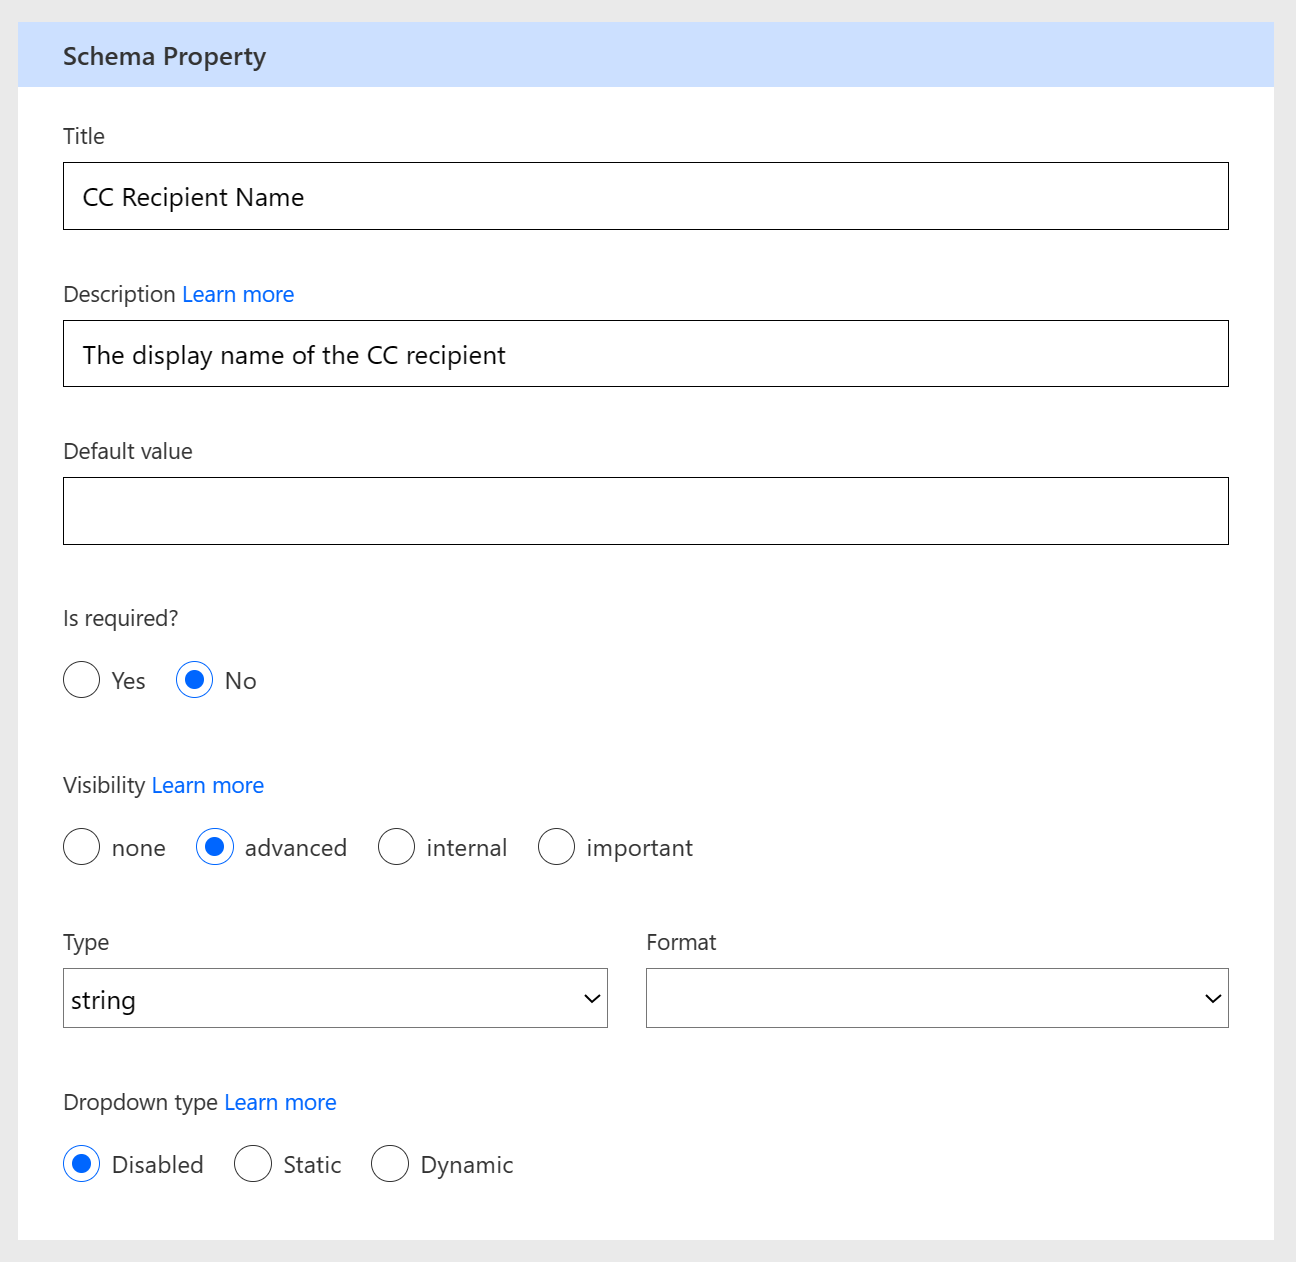 Schema Property
Title
CC Recipient Name
Description Learn more
The display name of the CC recipient
Default value
Is required?
Yes No
Visibility Learn more
none advanced internal important
Type Format
string
Dropdown type Learn more
Disabled Static Dynamic